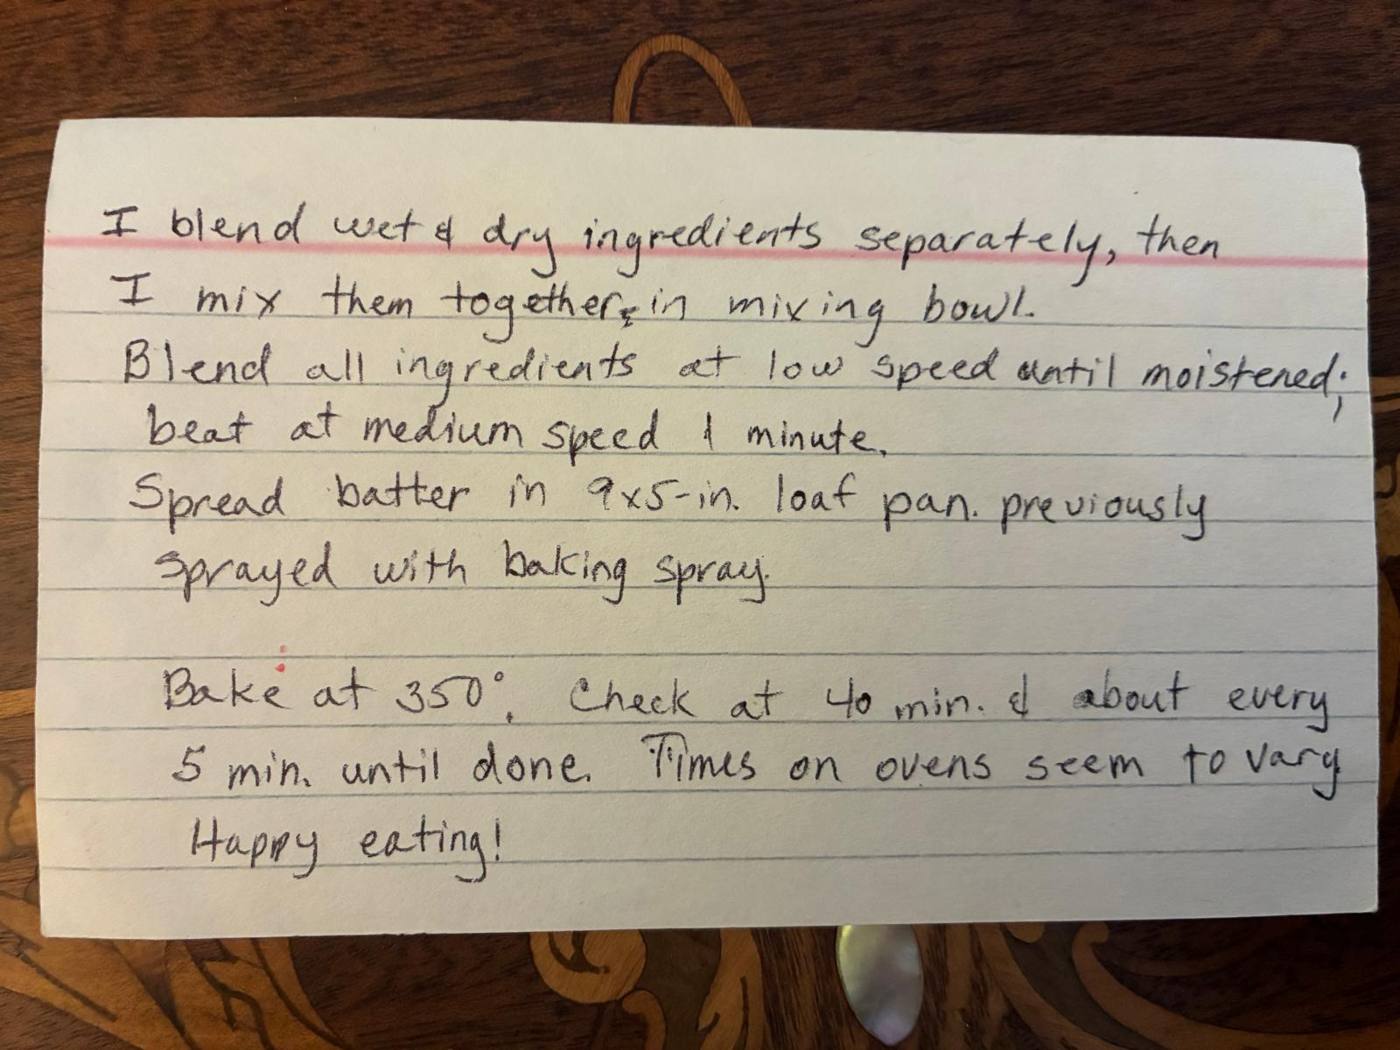 I blend wet & dry ingredients separately, then
I mix them together in mixing bowl.
Blend all ingredients at low speed until moistened;
beat at medium speed 1 minute.
Spread batter in 9x5-in. loaf pan. previously
sprayed with baking spray.
Bake at 350°. Check at 40 min. & about every
5 min. until done. Times on ovens seem to vary
Happy eating!